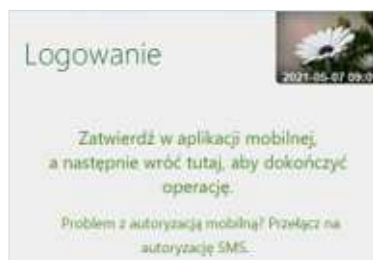 Logowanie
2021-05-07 09:0
Zatwierdź w aplikacji mobilnej,
a następnie wróć tutaj, aby dokończyć
operację.
Problem z autoryzacją mobilną? Przełącz na
autoryzację SMS.